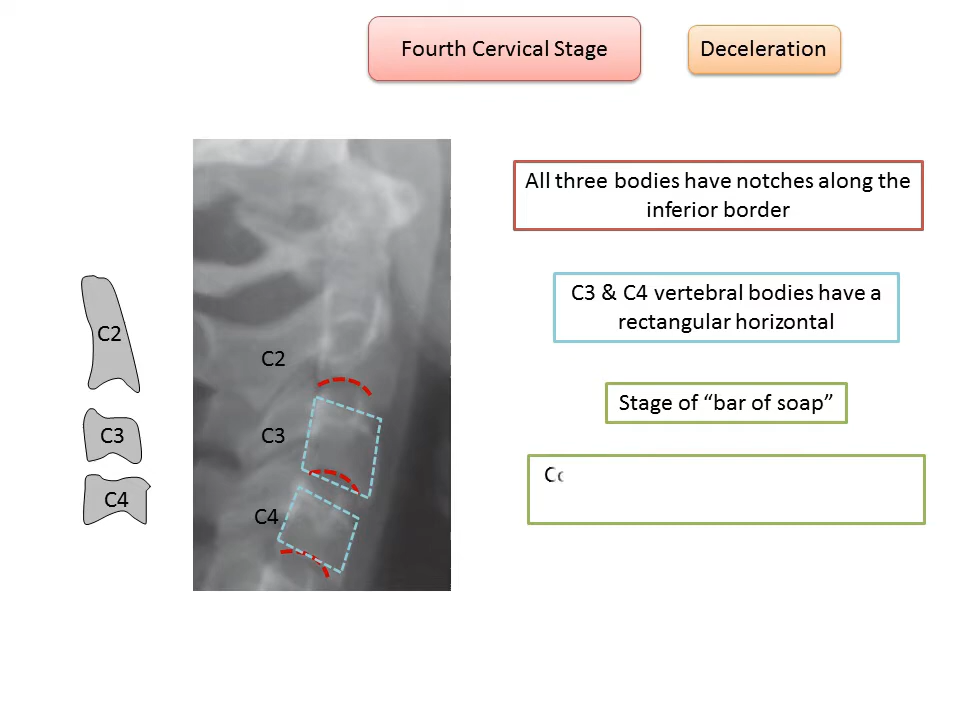 Fourth Cervical Stage
Deceleration
All three bodies have notches along the
inferior border
C3 & C4 vertebral bodies have a
rectangular horizontal
Stage of “bar of soap”
C2
C3
C4
C2
C3
C4